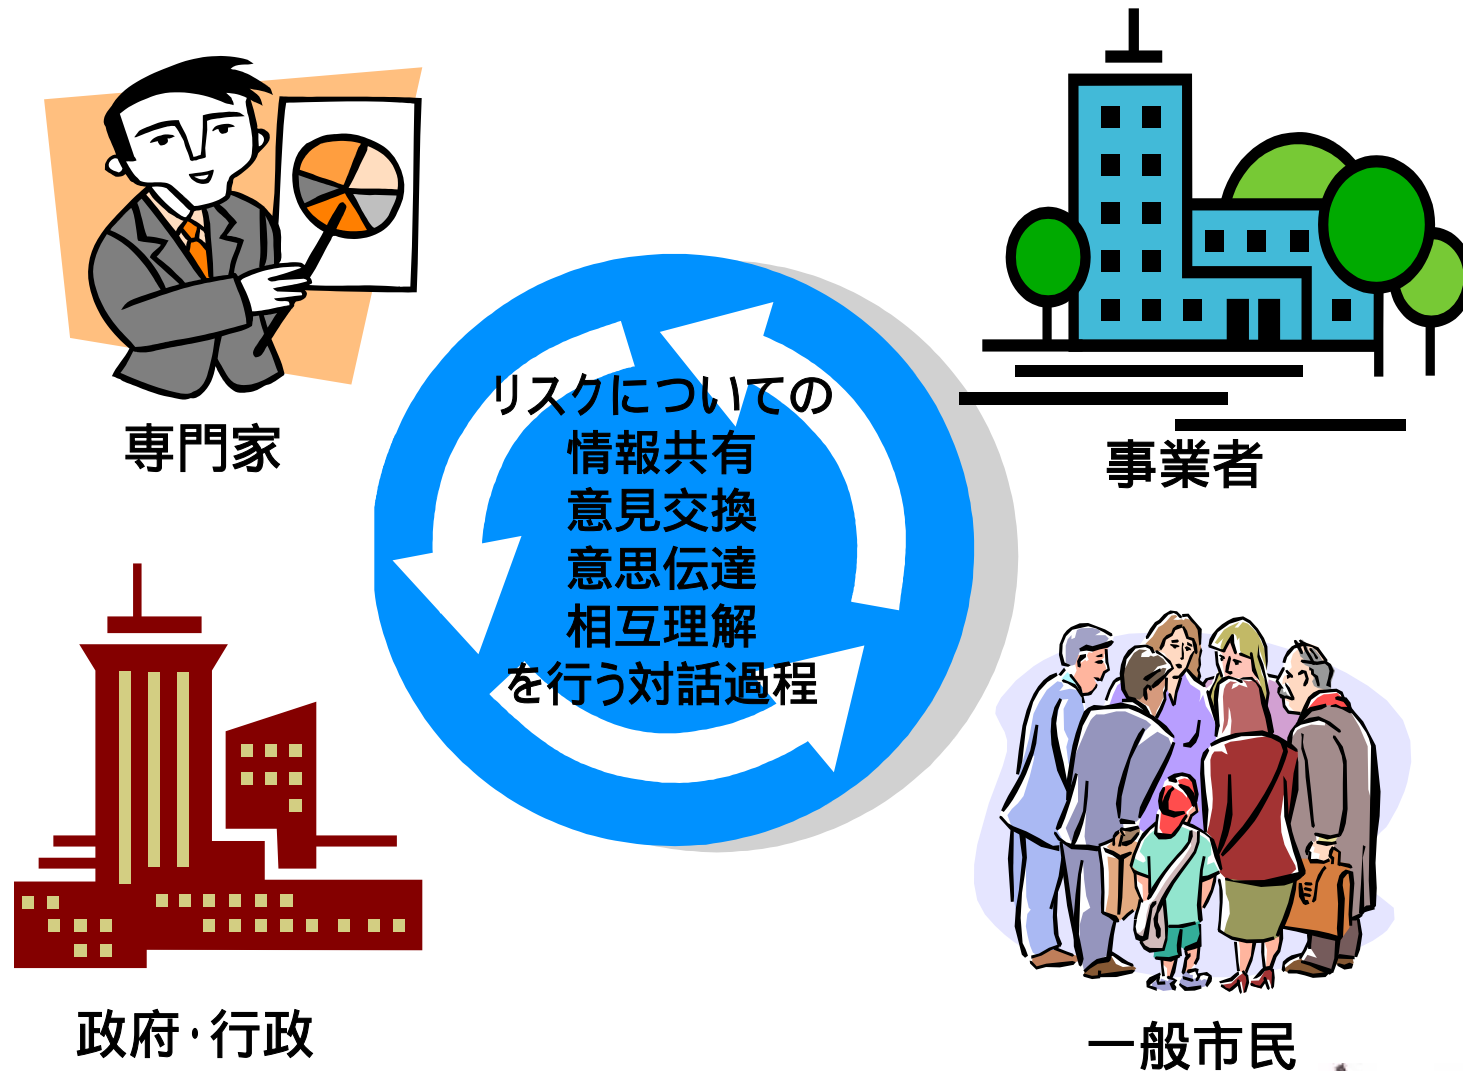 専門家
事業者
リスクについての
情報共有
意見交換
意思伝達
相互理解
を行う対話過程
政府・行政
一般市民